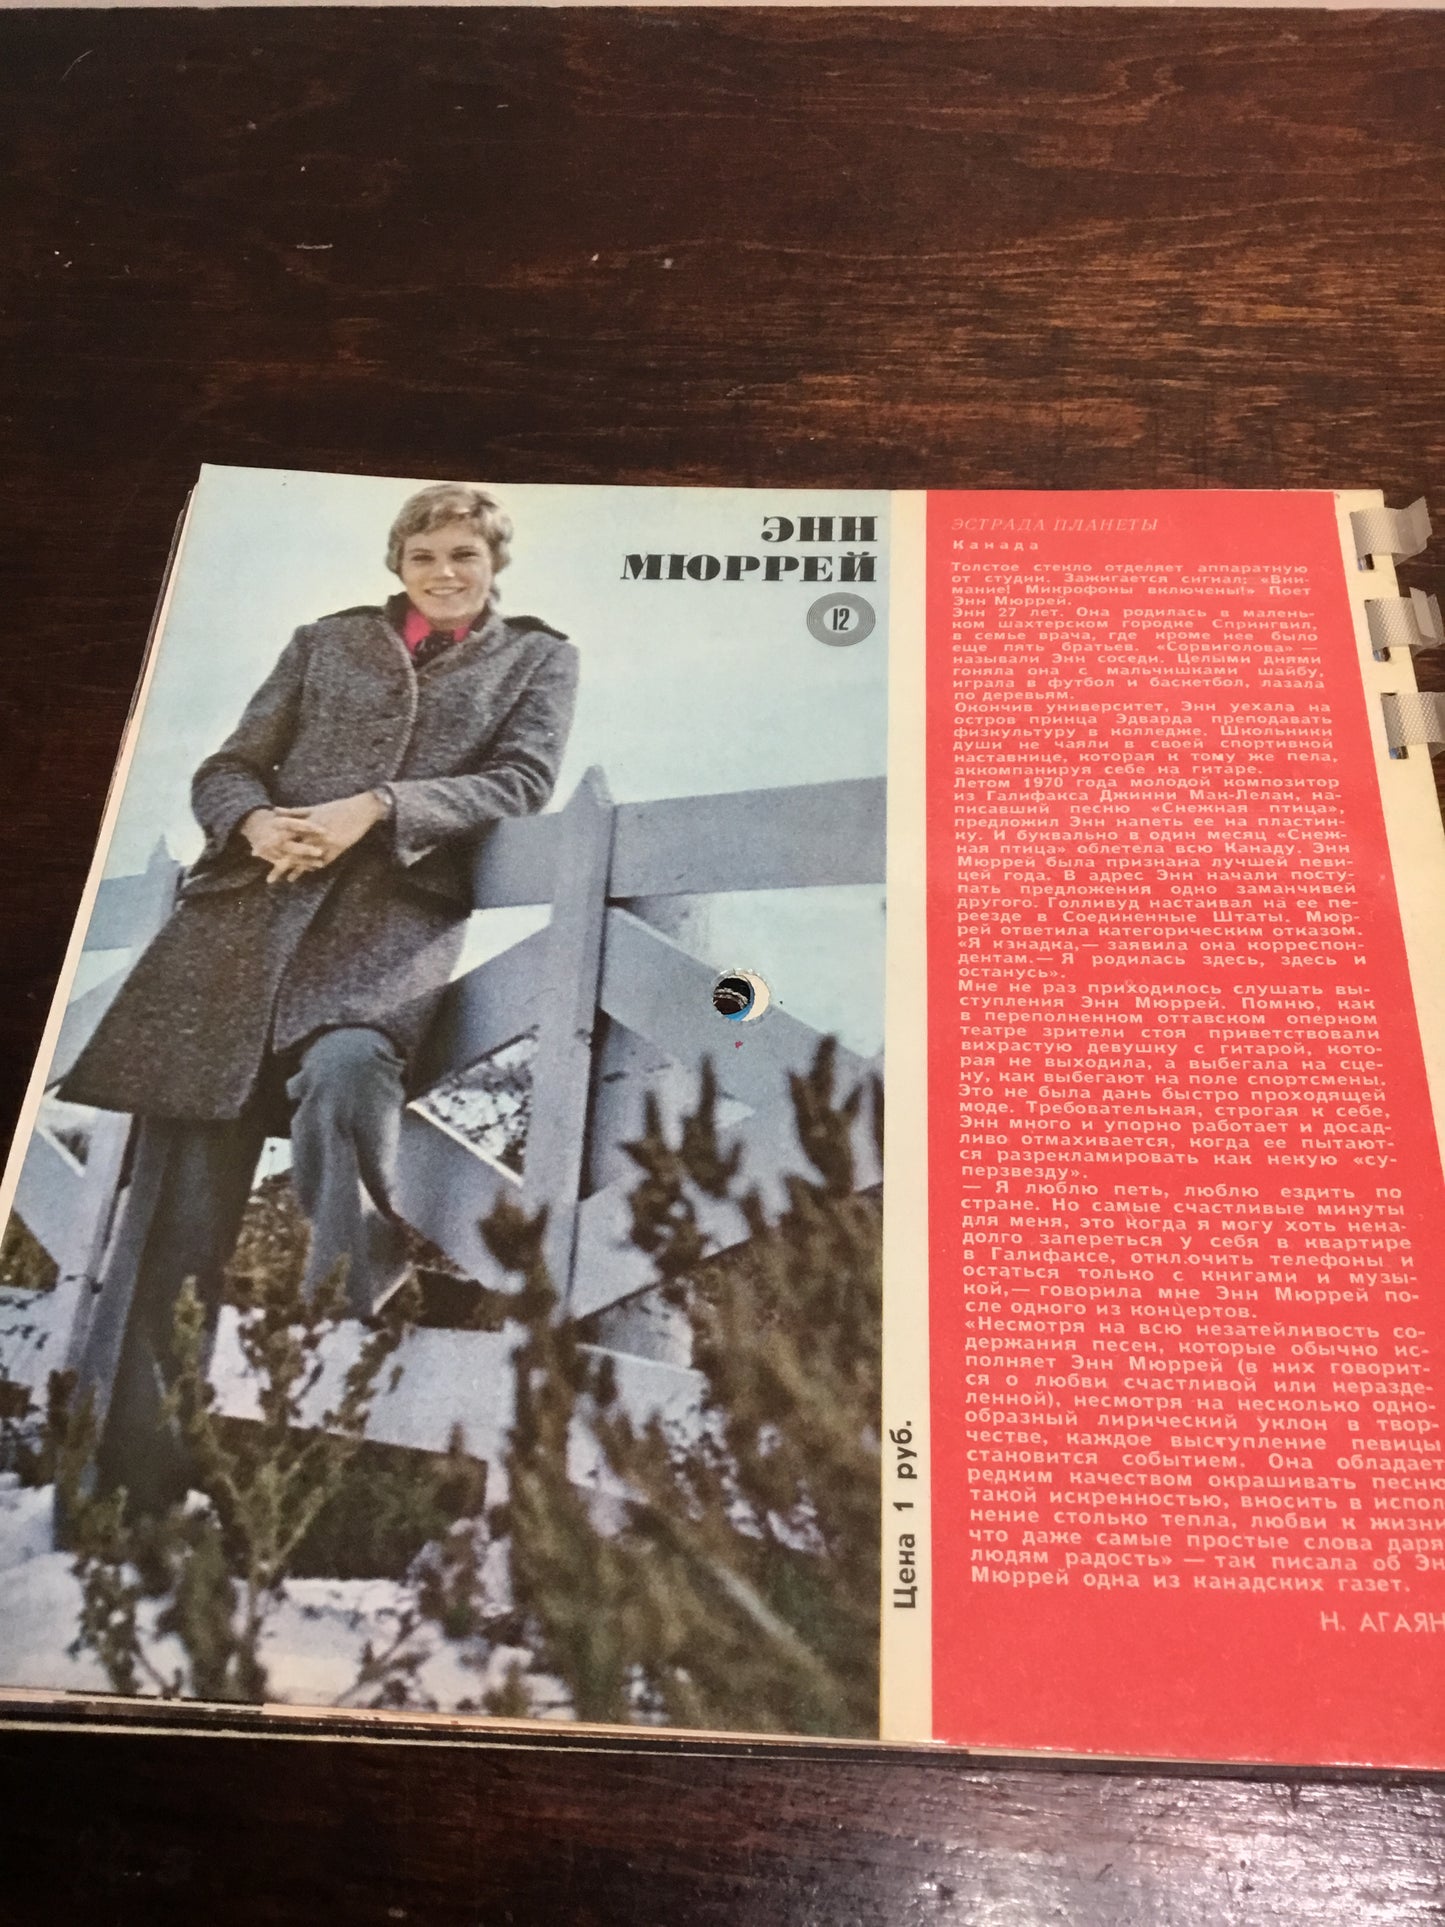 ЭНН
МЮРРЕЙ
12
Цена 1 руб.
ЭСТРАДА ПЛАНЕТЫ
Канада
Толстое стекло отделяет аппаратную
от студии. Зажигается сигнал: «Вни-
мание! Микрофоны включены!» Поет
Энн Мюррей.
Энн 27 лет. Она родилась в малень-
ком шахтерском городке Спрингвил,
в семье врача, где кроме нее было
еще пять братьев. «Сорвиголова» —
называли Энн соседи. Целыми днями
гоняла она с мальчишками шайбу,
играла в футбол и баскетбол, лазала
по деревьям.
Окончив университет, Энн уехала на
остров принца Эдварда преподавать
физкультуру в колледже. Школьники
души не чаяли в своей спортивной
наставнице, которая к тому же пела,
аккомпанируя себе на гитаре.
Летом 1970 года молодой композитор
из Галифакса Джинни Мак-Лелан, на-
писавший песню «Снежная птица»,
предложил Энн напеть ее на пластин-
ку. И буквально в один месяц «Снеж-
ная птица» облетела всю Канаду. Энн
Мюррей была признана лучшей певи-
цей года. В адрес Энн начали посту-
пать предложения одно заманчивей
другого. Голливуд настаивал на ее пе-
реезде в Соединенные Штаты. Мюр-
рей ответила категорическим отказом.
«Я канадка,— заявила она корреспон-
дентам.— Я родилась здесь, здесь и
останусь».
Мне не раз приходилось слушать вы-
ступления Энн Мюррей. Помню, как
в переполненном оттавском оперном
театре зрители стоя приветствовали
вихрастую девушку с гитарой, кото-
рая не выходила, а выбегала на сце-
ну, как выбегают на поле спортсмены.
Это не была дань быстро проходящей
моде. Требовательная, строгая к себе,
Энн много и упорно работает и досад-
ливо отмахивается, когда ее пытают-
ся разрекламировать как некую «су-
перзвезду».
— Я люблю петь, люблю ездить по
стране. Но самые счастливые минуты
для меня, это когда я могу хоть нена-
долго запереться у себя в квартире
в Галифаксе, отключить телефоны и
остаться только с книгами и музы-
кой,— говорила мне Энн Мюррей по-
сле одного из концертов.
«Несмотря на всю незатейливость со-
держания песен, которые обычно ис-
полняет Энн Мюррей (в них говорит-
ся о любви счастливой или неразде-
ленной), несмотря на несколько одно-
образный лирический уклон в твор-
честве, каждое выступление певицы
становится событием. Она обладает
редким качеством окрашивать песню
такой искренностью, вносить в испол
нение столько тепла, любви к жизни
что даже самые простые слова даря
людям радость» — так писала об Эн
Мюррей одна из канадских газет.
Н. АГАЯН